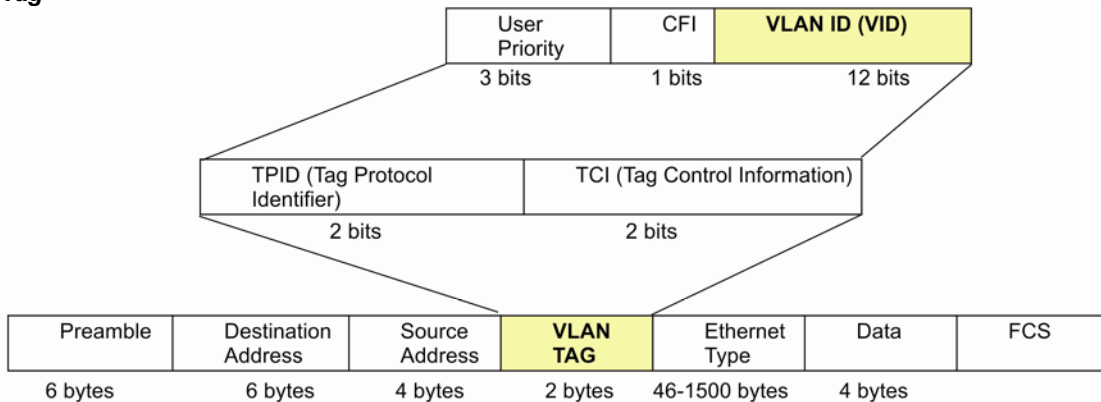 Tag
User CFI VLAN ID (VID)
Priority
3 bits 1 bits 12 bits
TPID (Tag Protocol TCI (Tag Control Information)
Identifier)
2 bits 2 bits
Preamble Destination Source VLAN Ethernet Data FCS
Address Address TAG Type
6 bytes 6 bytes 4 bytes 2 bytes 46-1500 bytes 4 bytes